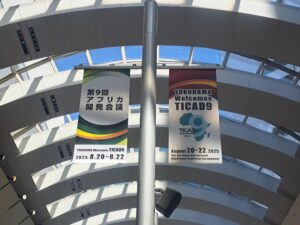 第9回
アフリカ
開発会議
YOKOHAMA Welcomes TICAD9
2025.8.20-8.22
YOKOHAMA
Welcomes
TICAD9
TICAD
August 20-22, 2025